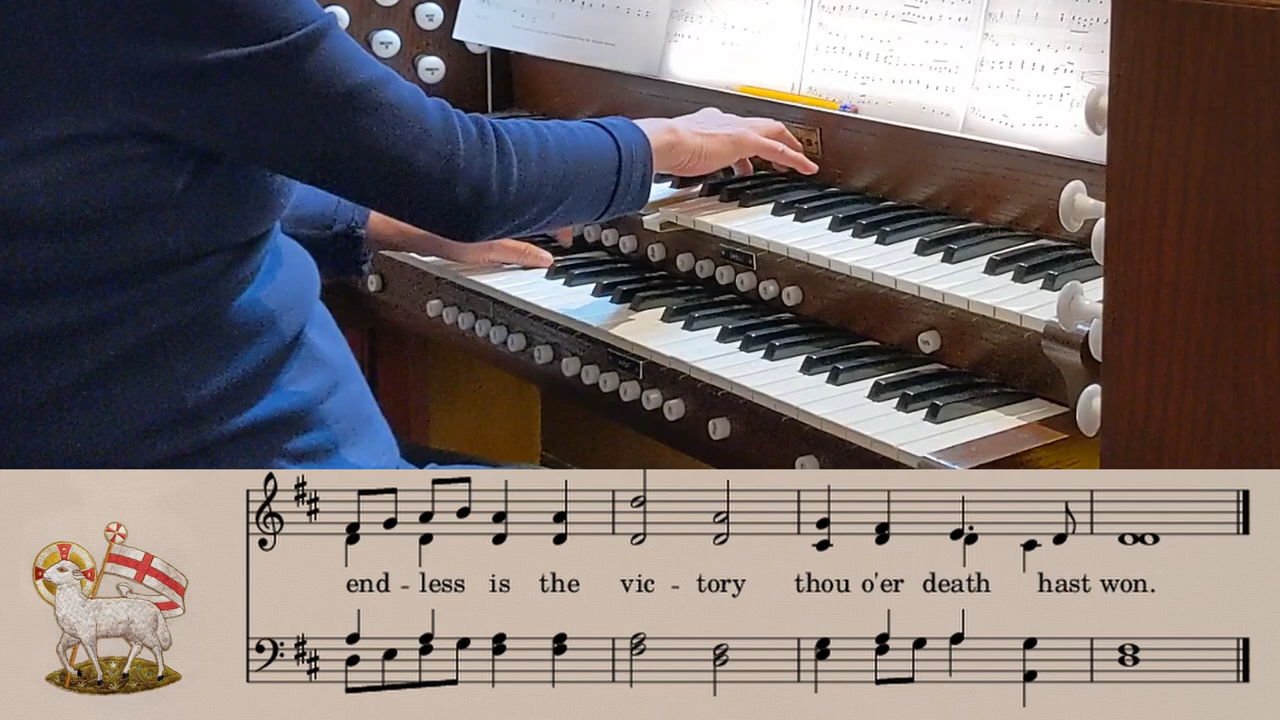 end - less is the vic - tory thou o'er death hast won.